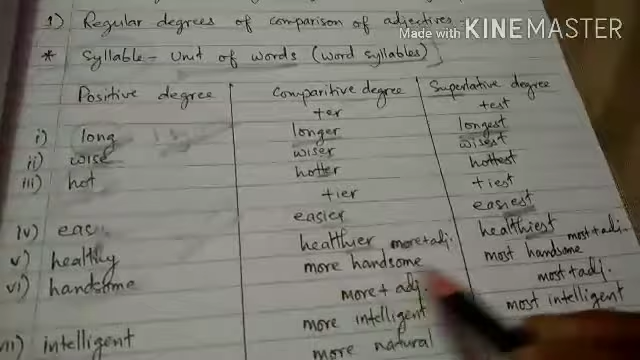 1) Regular degrees of comparison of adjectives
Made with KINEMASTER
* Syllable - Unit of words (word syllables)
Positive degree Comparitive degree Superlative degree
+er +est
i) long longer longest
ii) wise wiser wisest
iii) hot hotter hottest
+ier +iest
iv) eas easier easiest
v) healthy healthier healthiest
more+adj. most+adj.
vi) handsome more handsome most handsome
more + adj. most+adj.
vii) intelligent more intelligent most intelligent
more natural